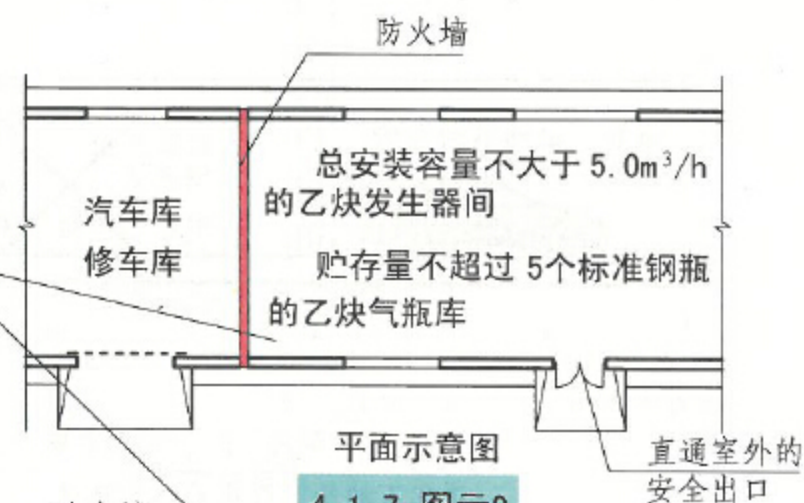 防火墙
总安装容量不大于 5.0m³/h
的乙炔发生器间
汽车库
修车库
贮存量不超过 5个标准钢瓶
的乙炔气瓶库
平面示意图
直通室外的
安全出口